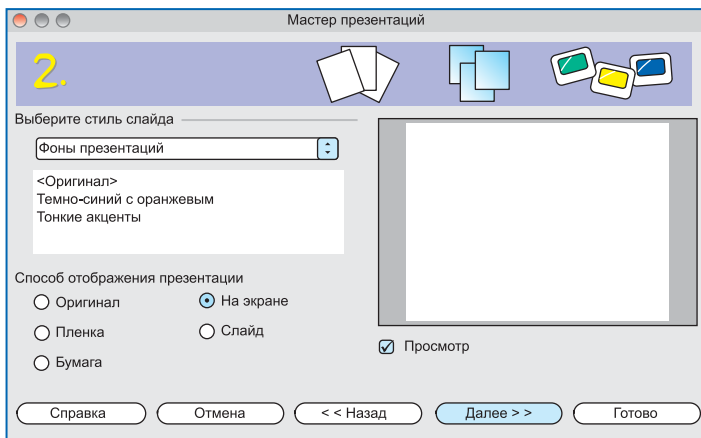 Мастер презентаций
2.
Выберите стиль слайда
Фоны презентаций
<Оригинал>
Темно-синий с оранжевым
Тонкие акценты
Способ отображения презентации
Оригинал
На экране
Пленка
Слайд
Бумага
Просмотр
Справка
Отмена
< < Назад
Далее > >
Готово